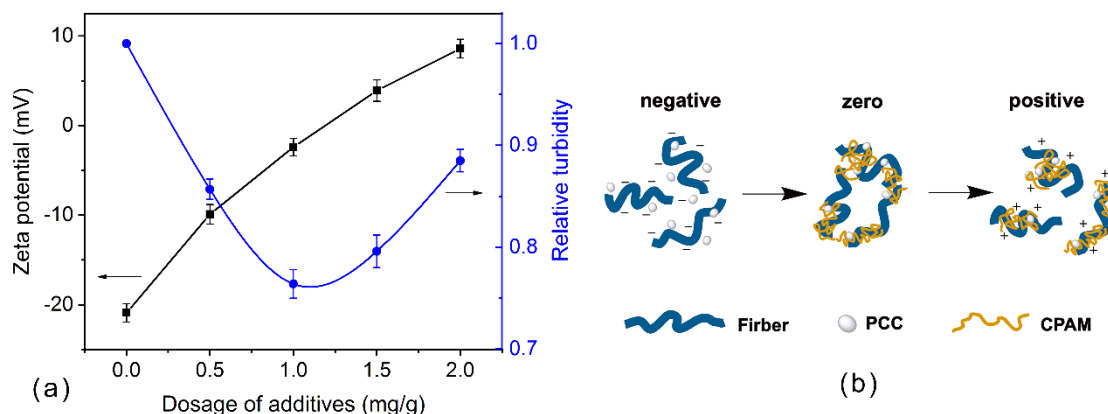 Zeta potential (mV)
10
0
-10
-20
0.0
0.5
1.0
1.5
2.0
Dosage of additives (mg/g)
1.0
0.9
0.8
0.7
Relative turbidity
(a)
negative
zero
positive
− − − − − − − − − −
+ + + + + + +
Firber
PCC
CPAM
(b)